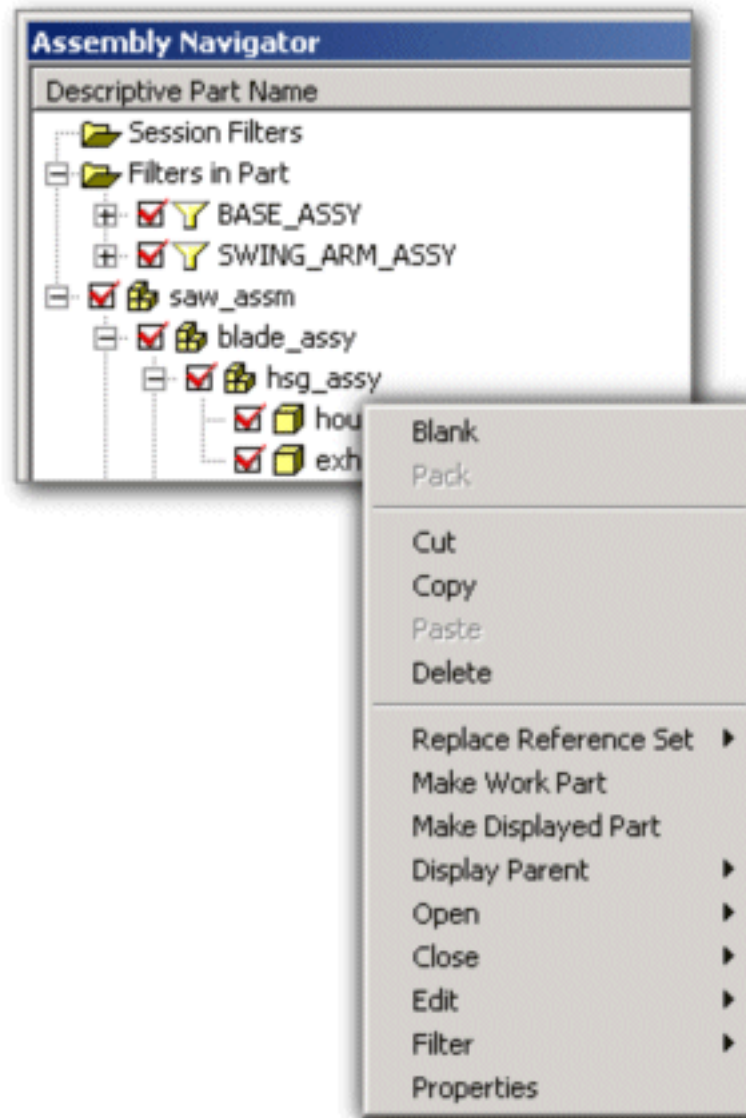 Assembly Navigator
Descriptive Part Name
Session Filters
Filters in Part
BASE_ASSY
SWING_ARM_ASSY
saw_assm
blade_assy
hsg_assy
hou
exh
Blank
Pack
Cut
Copy
Paste
Delete
Replace Reference Set
Make Work Part
Make Displayed Part
Display Parent
Open
Close
Edit
Filter
Properties